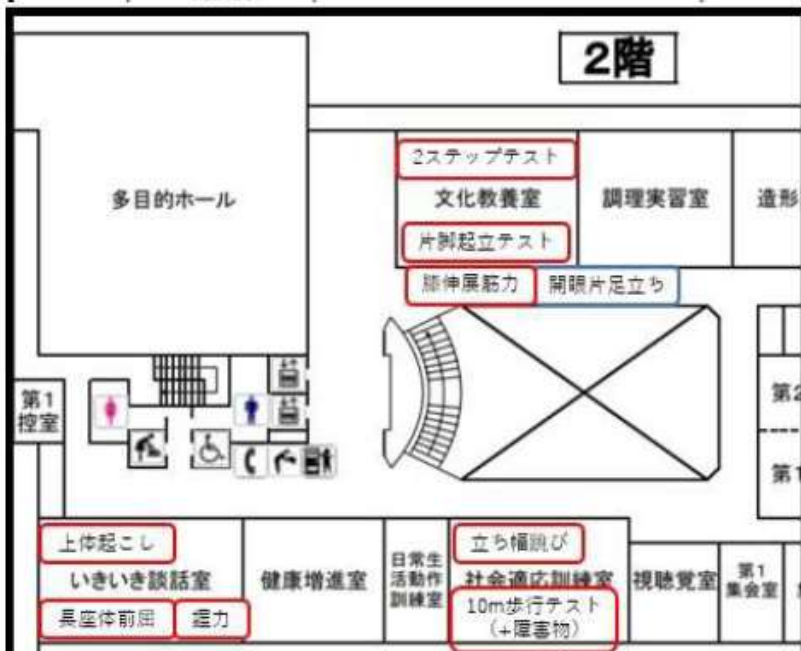 2階
2ステップテスト
多目的ホール
文化教養室
調理実習室
造形
片脚起立テスト
膝伸展筋力
開眼片足立ち
第1
控室
第2
第1
上体起こし
いきいき談話室
長座体前屈
握力
健康増進室
日常生
活動作
訓練室
立ち幅跳び
社会適応訓練室
10m歩行テスト
(+障害物)
視聴覚室
第1
集会室